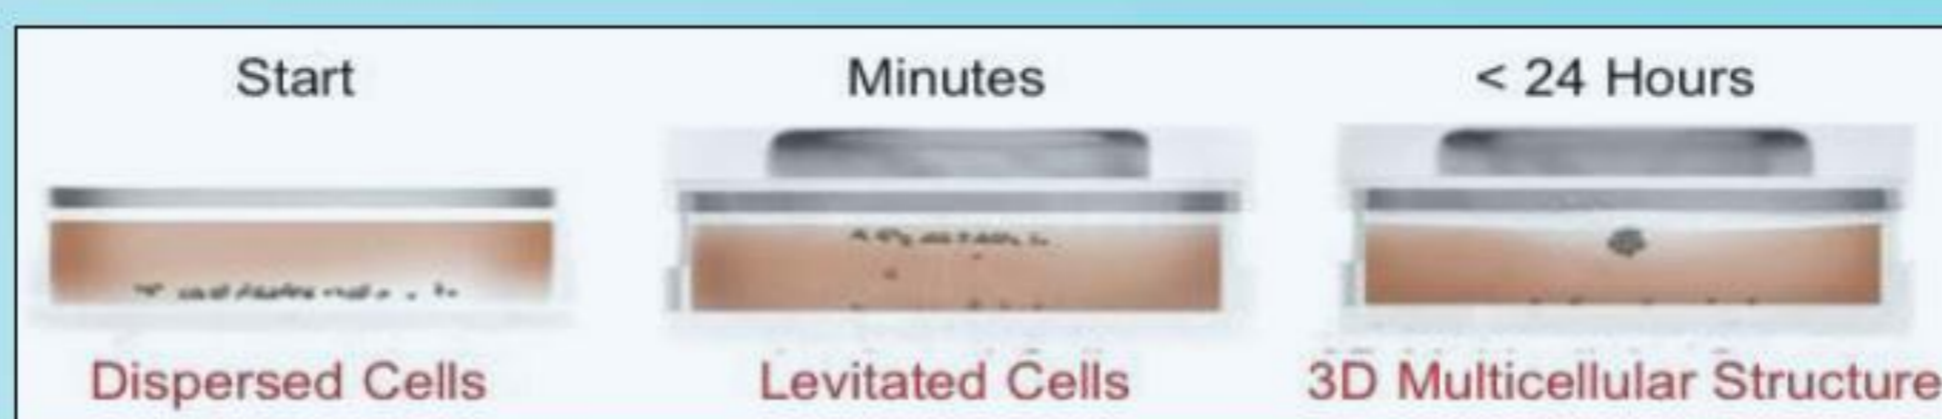 Start
Minutes
< 24 Hours
Dispersed Cells
Levitated Cells
3D Multicellular Structure